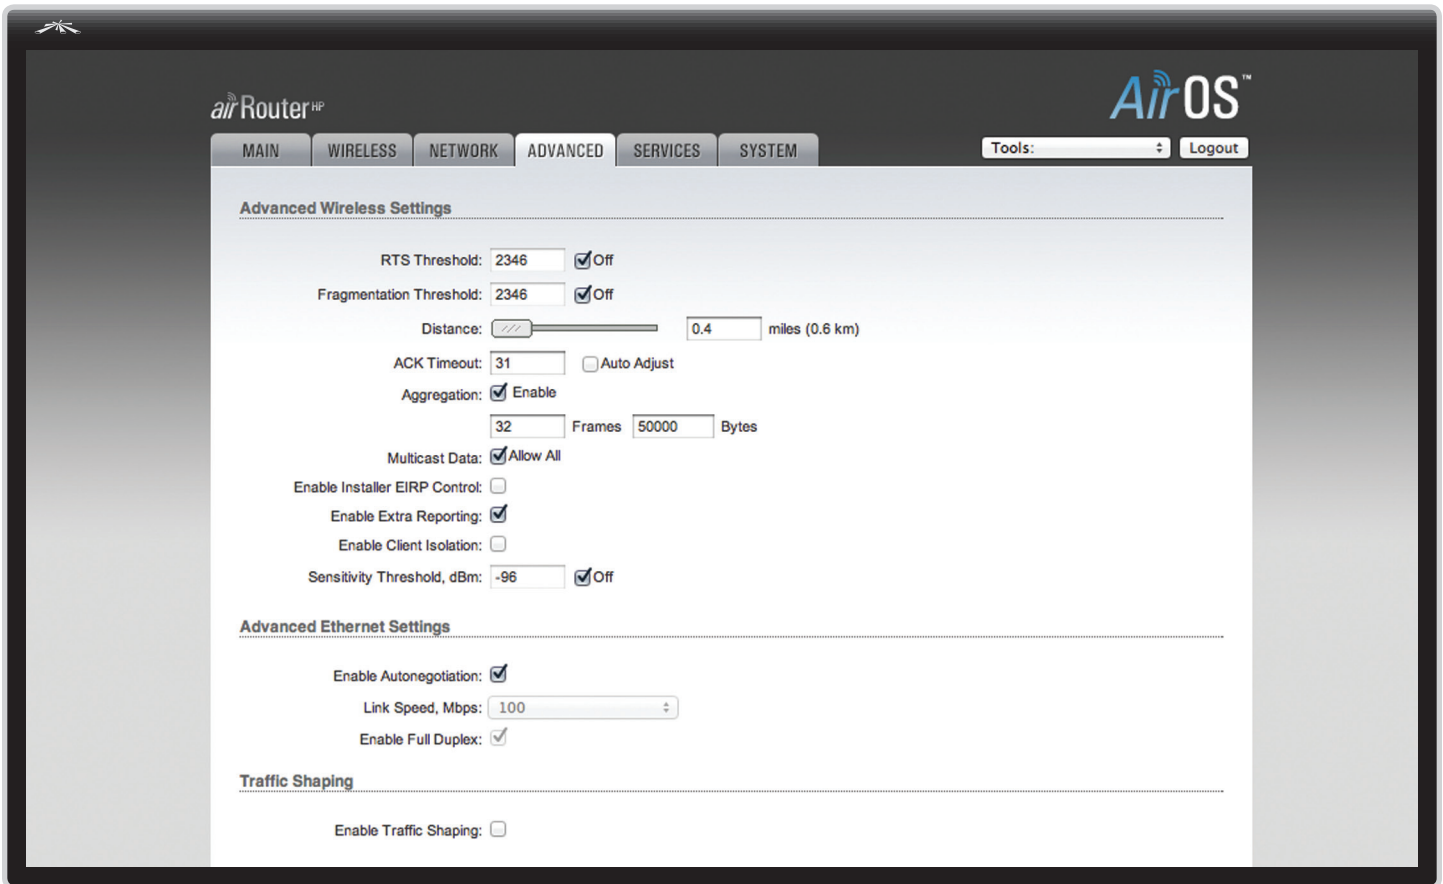 airRouter HP
AirOS™
MAIN WIRELESS NETWORK ADVANCED SERVICES SYSTEM Tools: Logout
Advanced Wireless Settings
RTS Threshold: 2346 Off
Fragmentation Threshold: 2346 Off
Distance: 0.4 miles (0.6 km)
ACK Timeout: 31 Auto Adjust
Aggregation: Enable
32 Frames 50000 Bytes
Multicast Data: Allow All
Enable Installer EIRP Control:
Enable Extra Reporting:
Enable Client Isolation:
Sensitivity Threshold, dBm: -96 Off
Advanced Ethernet Settings
Enable Autonegotiation:
Link Speed, Mbps: 100
Enable Full Duplex:
Traffic Shaping
Enable Traffic Shaping: